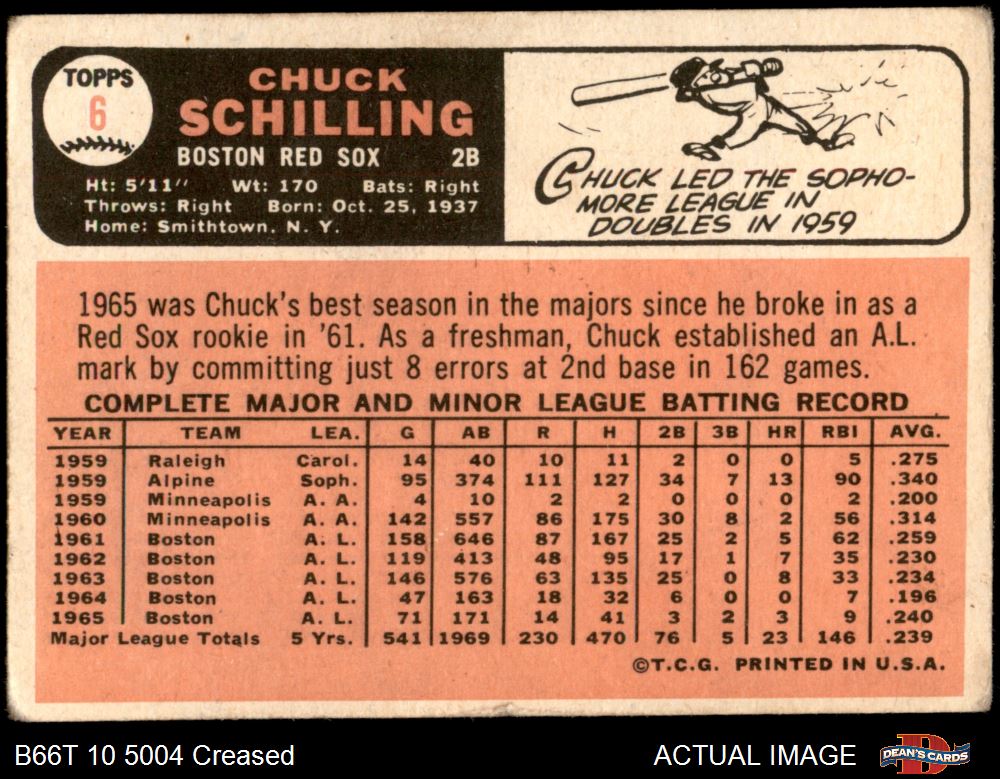 TOPPS
6
CHUCK
SCHILLING
BOSTON RED SOX 2B
Ht: 5'11" Wt: 170 Bats: Right
Throws: Right Born: Oct. 25, 1937
Home: Smithtown, N. Y.
CHUCK LED THE SOPHO-
MORE LEAGUE IN
DOUBLES IN 1959
1965 was Chuck's best season in the majors since he broke in as a
Red Sox rookie in '61. As a freshman, Chuck established an A.L.
mark by committing just 8 errors at 2nd base in 162 games.
COMPLETE MAJOR AND MINOR LEAGUE BATTING RECORD
YEAR TEAM LEA. G AB R H 2B 3B HR RBI AVG.
1959 Raleigh Carol. 14 40 10 11 2 0 0 5 .275
1959 Alpine Soph. 95 374 111 127 34 7 13 90 .340
1959 Minneapolis A. A. 4 10 2 2 0 0 0 2 .200
1960 Minneapolis A. A. 142 557 86 175 30 8 2 56 .314
1961 Boston A. L. 158 646 87 167 25 2 5 62 .259
1962 Boston A. L. 119 413 48 95 17 1 7 35 .230
1963 Boston A. L. 146 576 63 135 25 0 8 33 .234
1964 Boston A. L. 47 163 18 32 6 0 0 7 .196
1965 Boston A. L. 71 171 14 41 3 2 3 9 .240
Major League Totals 5 Yrs. 541 1969 230 470 76 5 23 146 .239
©T.C.G. PRINTED IN U.S.A.
B66T 10 5004 Creased ACTUAL IMAGE DEAN'S CARDS